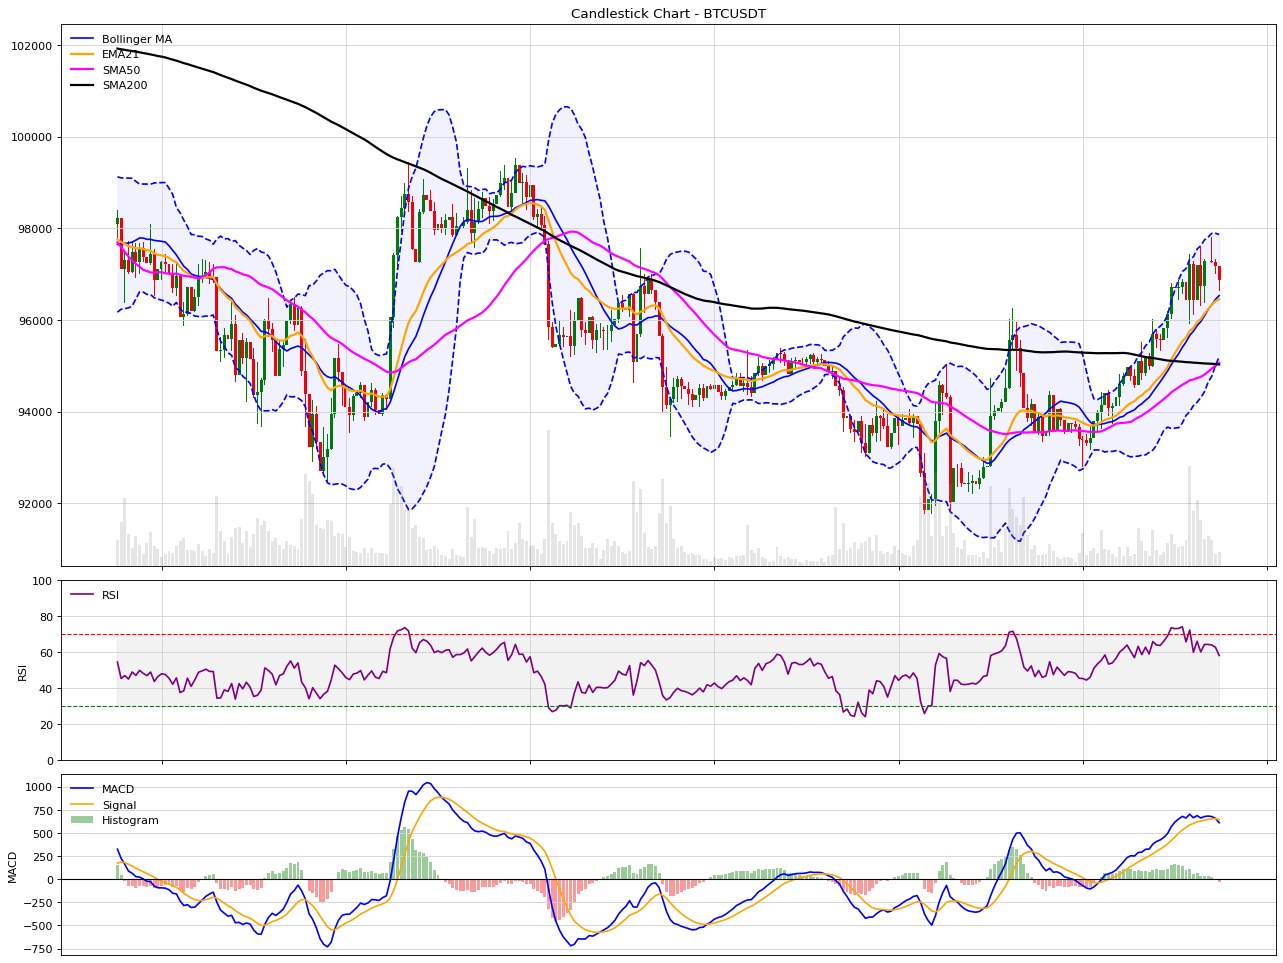 Candlestick Chart - BTCUSDT
Bollinger MA
EMA21
SMA50
SMA200
102000
100000
98000
96000
94000
92000
RSI
100
80
60
40
20
0
RSI
MACD
Signal
Histogram
1000
750
500
250
0
−250
−500
−750
MACD